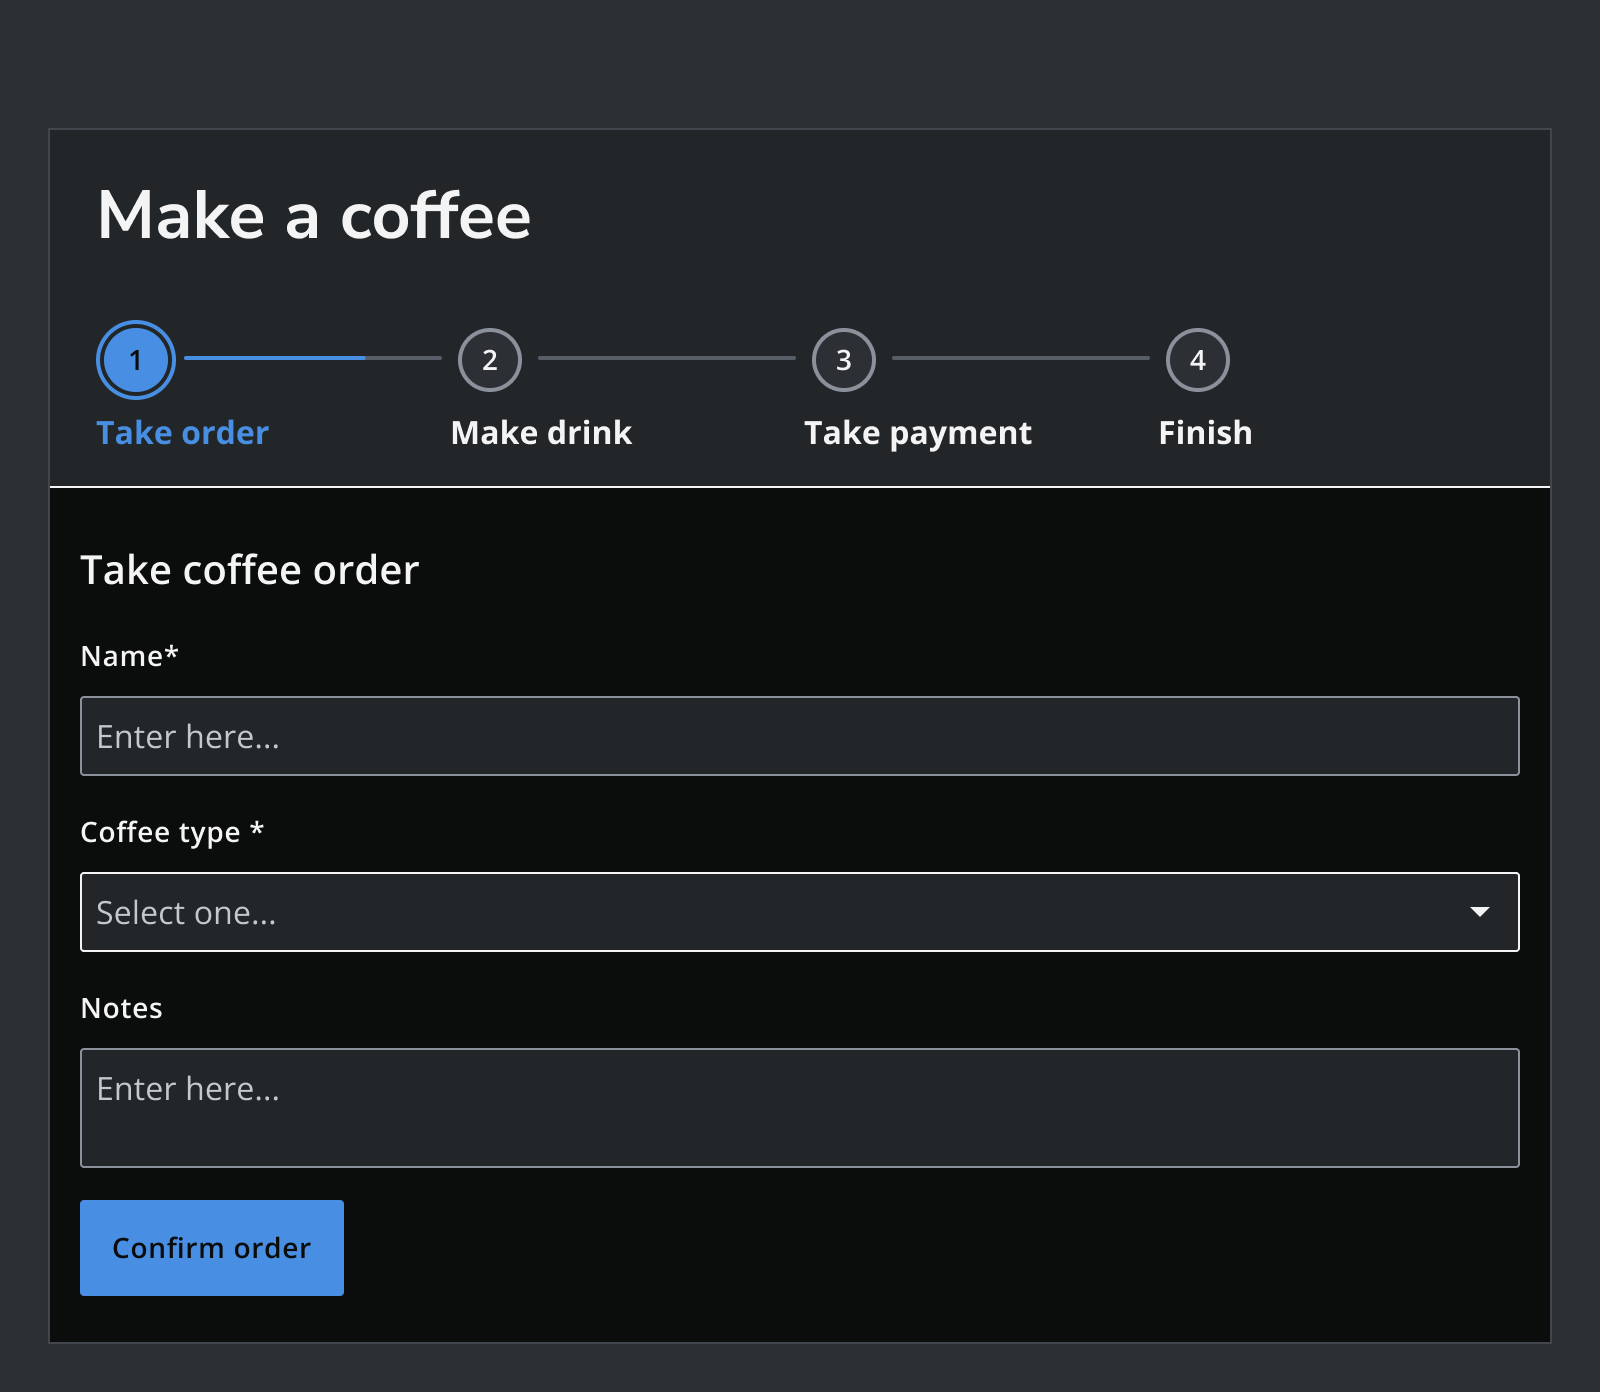 Make a coffee
1 2 3 4
Take order Make drink Take payment Finish
Take coffee order
Name*
Enter here...
Coffee type *
Select one...
Notes
Enter here...
Confirm order